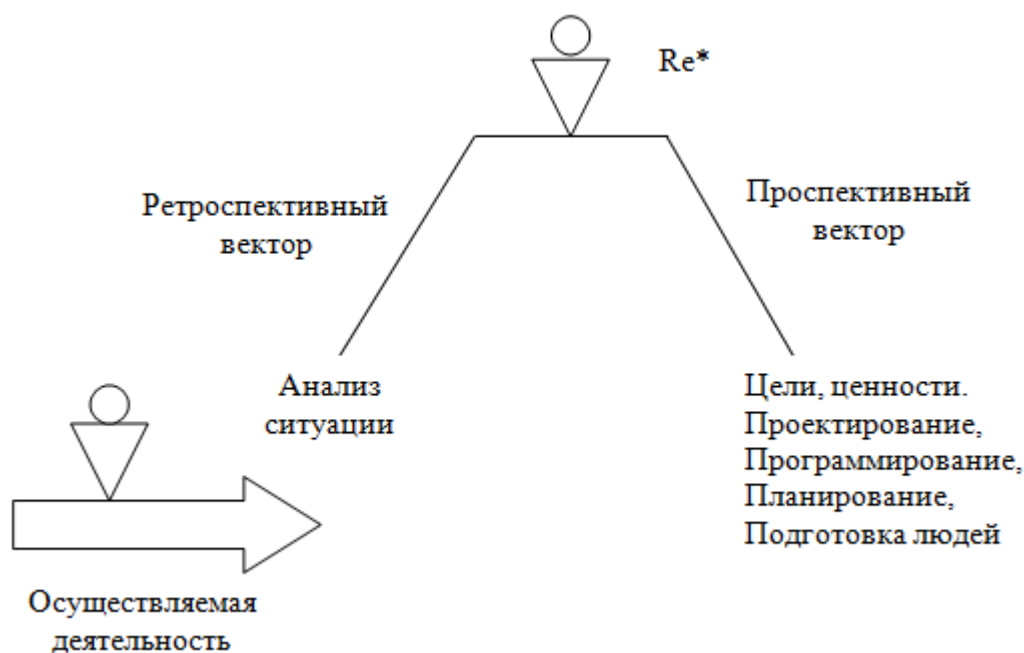 Re*
Ретроспективный
вектор
Проспективный
вектор
Анализ
ситуации
Цели, ценности.
Проектирование,
Программирование,
Планирование,
Подготовка людей
Осуществляемая
деятельность